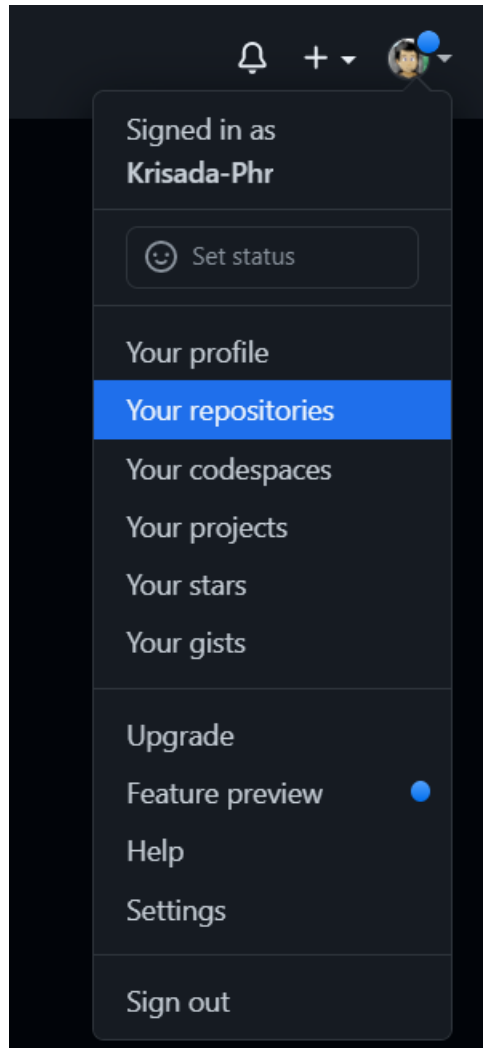 Signed in as
Krisada-Phr
Set status
Your profile
Your repositories
Your codespaces
Your projects
Your stars
Your gists
Upgrade
Feature preview
Help
Settings
Sign out